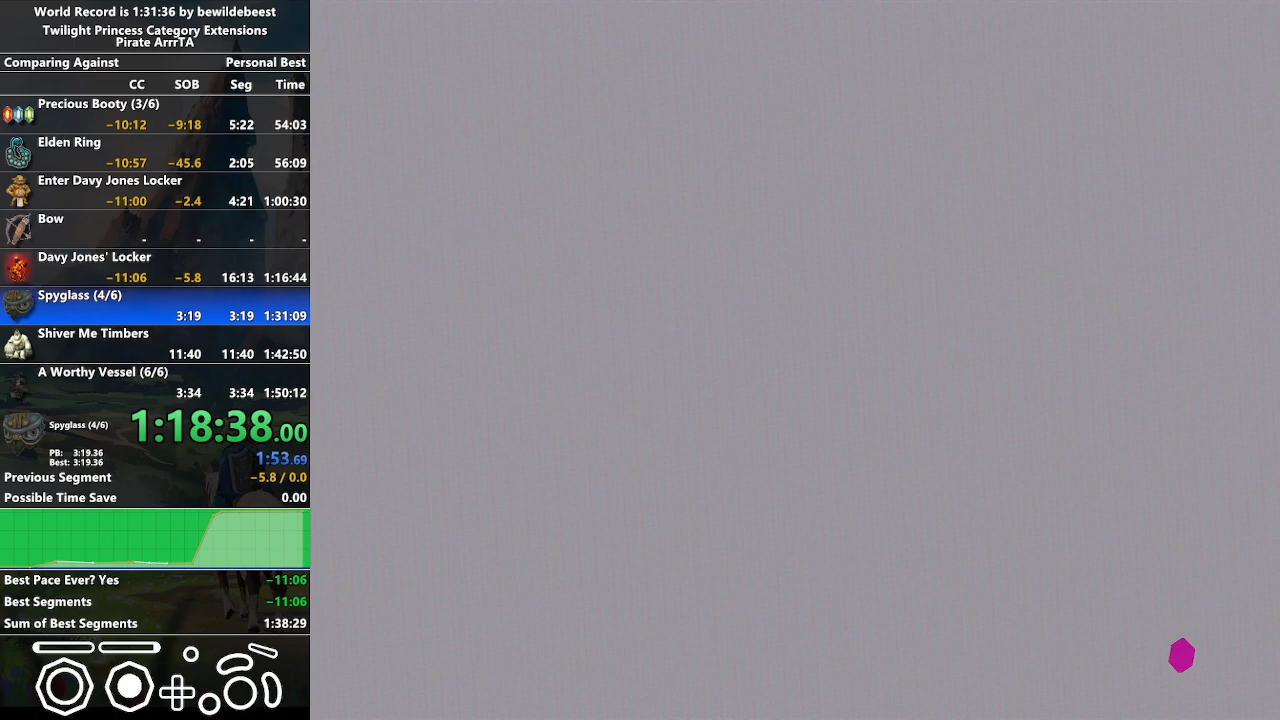 World Record is 1:31:36 by bewildebeest
Twilight Princess Category Extensions
Pirate ArrrTA
Comparing Against Personal Best
CC SOB Seg Time
Precious Booty (3/6)
−10:12 −9:18 5:22 54:03
Elden Ring
−10:57 −45.6 2:05 56:09
Enter Davy Jones Locker
−11:00 −2.4 4:21 1:00:30
Bow
- - - -
Davy Jones' Locker
−11:06 −5.8 16:13 1:16:44
Spyglass (4/6)
3:19 3:19 1:31:09
Shiver Me Timbers
11:40 11:40 1:42:50
A Worthy Vessel (6/6)
3:34 3:34 1:50:12
Spyglass (4/6) 1:18:38.00
PB: 3:19.36
Best: 3:19.36 1:53.69
Previous Segment −5.8 / 0.0
Possible Time Save 0.00
Best Pace Ever? Yes −11:06
Best Segments −11:06
Sum of Best Segments 1:38:29